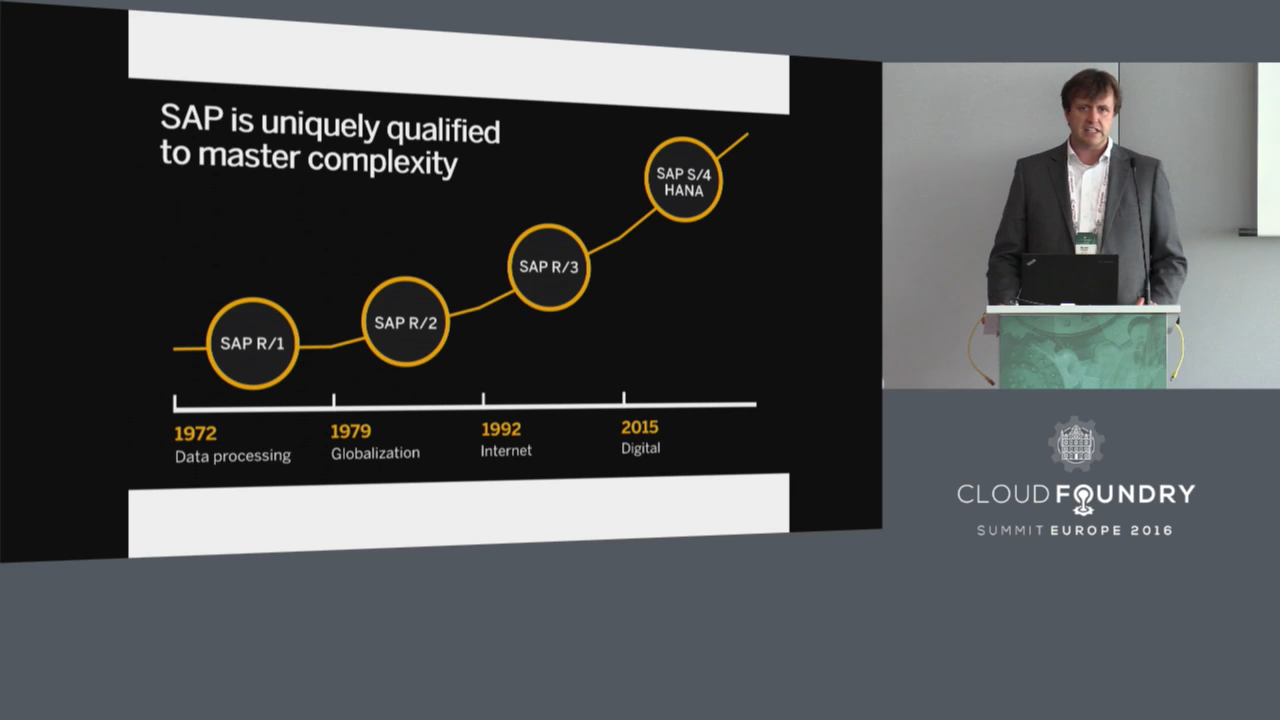 SAP is uniquely qualified
to master complexity
SAP R/1
SAP R/2
SAP R/3
SAP S/4
HANA
1972
Data processing
1979
Globalization
1992
Internet
2015
Digital
CLOUD FOUNDRY
SUMMIT EUROPE 2016